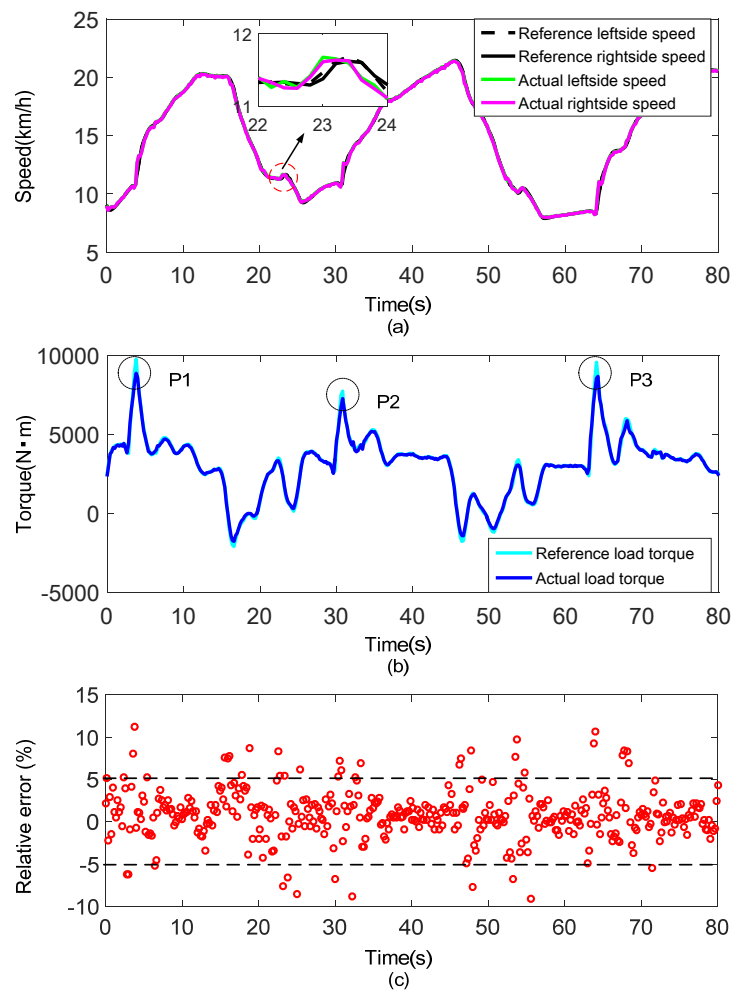 25
20
15
10
5
Speed(km/h)
12
11
22 23 24
Reference leftside speed
Reference rightside speed
Actual leftside speed
Actual rightside speed
0 10 20 30 40 50 60 70 80
Time(s)
(a)
10000
5000
0
-5000
Torque(N•m)
P1
P2
P3
Reference load torque
Actual load torque
0 10 20 30 40 50 60 70 80
Time(s)
(b)
15
10
5
0
-5
-10
Relative error (%)
0 10 20 30 40 50 60 70 80
Time(s)
(c)